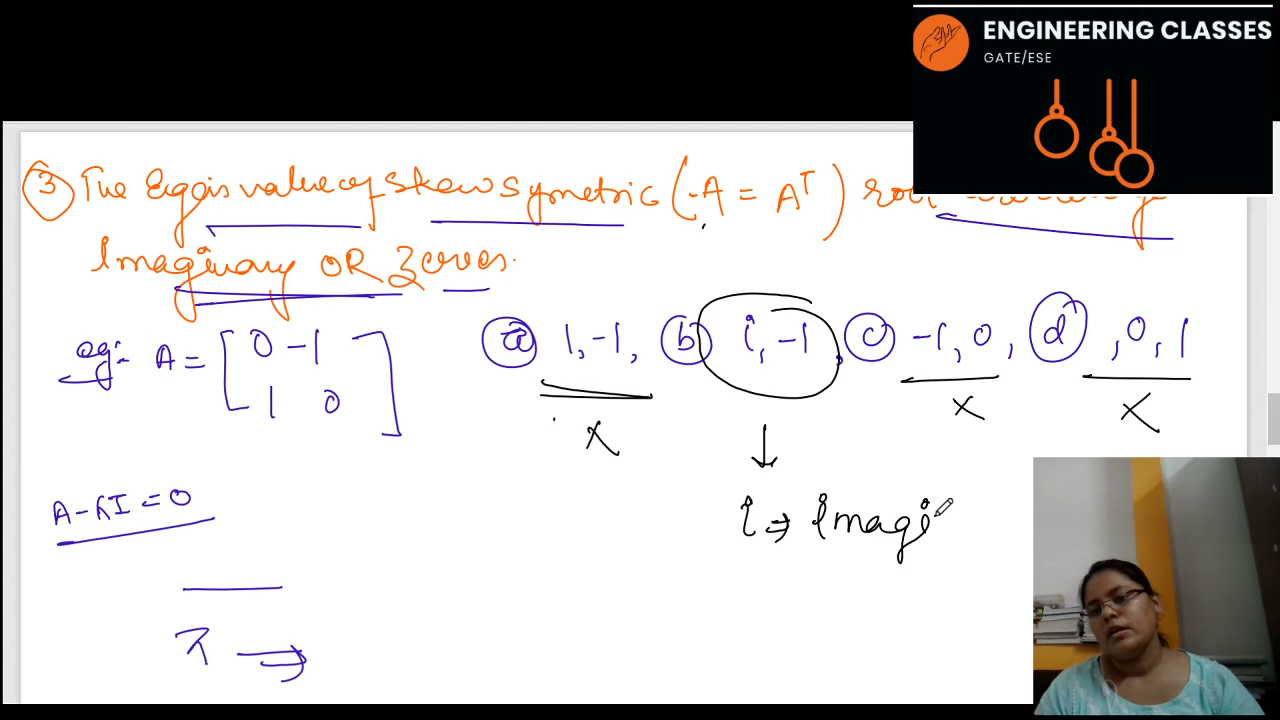 ENGINEERING CLASSES
GATE/ESE
3 The Eigen value of Skew Symetric (-A = Aᵀ)
Imaginary OR Zeroes.
eg:- A = [ 0 -1
1 0 ]
a 1, -1, b i, -1, c -1, 0, d , 0, 1
x x x
A-λI = 0
i ⇒ Imagi
λ ⇒